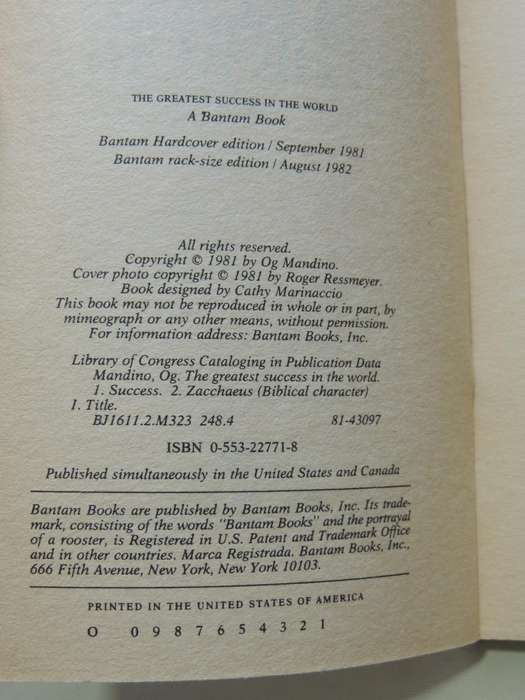 THE GREATEST SUCCESS IN THE WORLD
A Bantam Book
Bantam Hardcover edition / September 1981
Bantam rack-size edition / August 1982
All rights reserved.
Copyright © 1981 by Og Mandino.
Cover photo copyright © 1981 by Roger Ressmeyer.
Book designed by Cathy Marinaccio
This book may not be reproduced in whole or in part, by
mimeograph or any other means, without permission.
For information address: Bantam Books, Inc.
Library of Congress Cataloging in Publication Data
Mandino, Og. The greatest success in the world.
1. Success. 2. Zacchaeus (Biblical character)
1. Title.
BJ1611.2.M323 248.4 81-43097
ISBN 0-553-22771-8
Published simultaneously in the United States and Canada
Bantam Books are published by Bantam Books, Inc. Its trade-
mark, consisting of the words "Bantam Books" and the portrayal
of a rooster, is Registered in U.S. Patent and Trademark Office
and in other countries. Marca Registrada. Bantam Books, Inc.,
666 Fifth Avenue, New York, New York 10103.
PRINTED IN THE UNITED STATES OF AMERICA
O 0 9 8 7 6 5 4 3 2 1